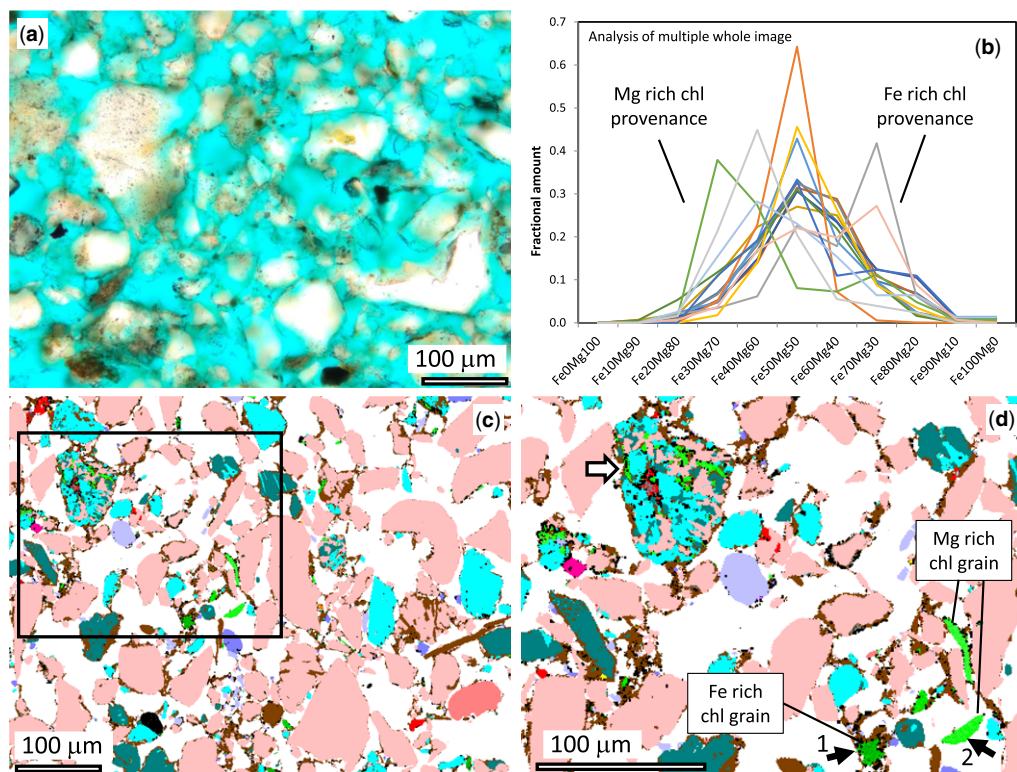 (a)
100 µm
(b)
Analysis of multiple whole image
Mg rich chl
provenance
Fe rich chl
provenance
Fractional amount
0.7
0.6
0.5
0.4
0.3
0.2
0.1
0.0
Fe0Mg100
Fe10Mg90
Fe20Mg80
Fe30Mg70
Fe40Mg60
Fe50Mg50
Fe60Mg40
Fe70Mg30
Fe80Mg20
Fe90Mg10
Fe100Mg0
(c)
100 µm
(d)
Mg rich
chl grain
Fe rich
chl grain
1
2
100 µm